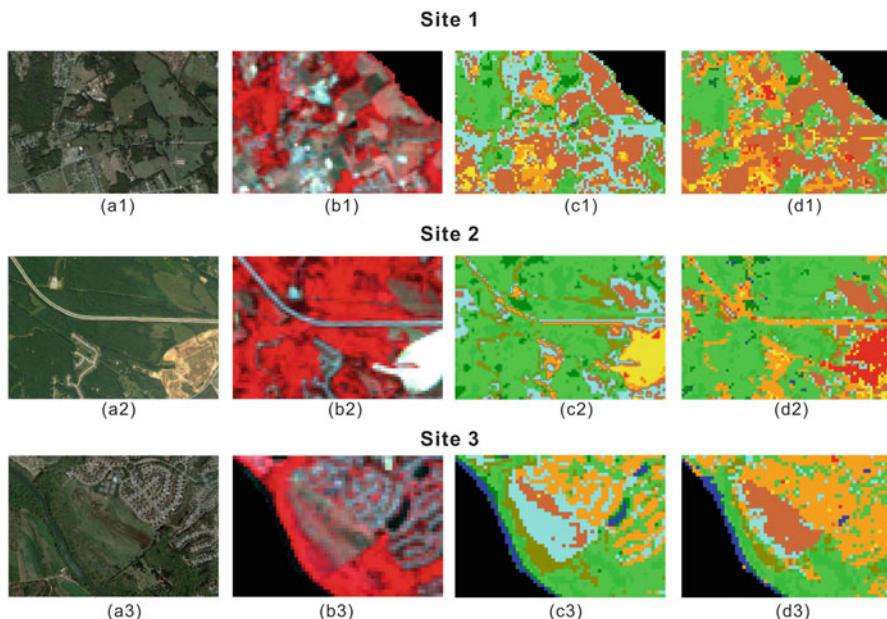 Site 1
(a1) (b1) (c1) (d1)
Site 2
(a2) (b2) (c2) (d2)
Site 3
(a3) (b3) (c3) (d3)